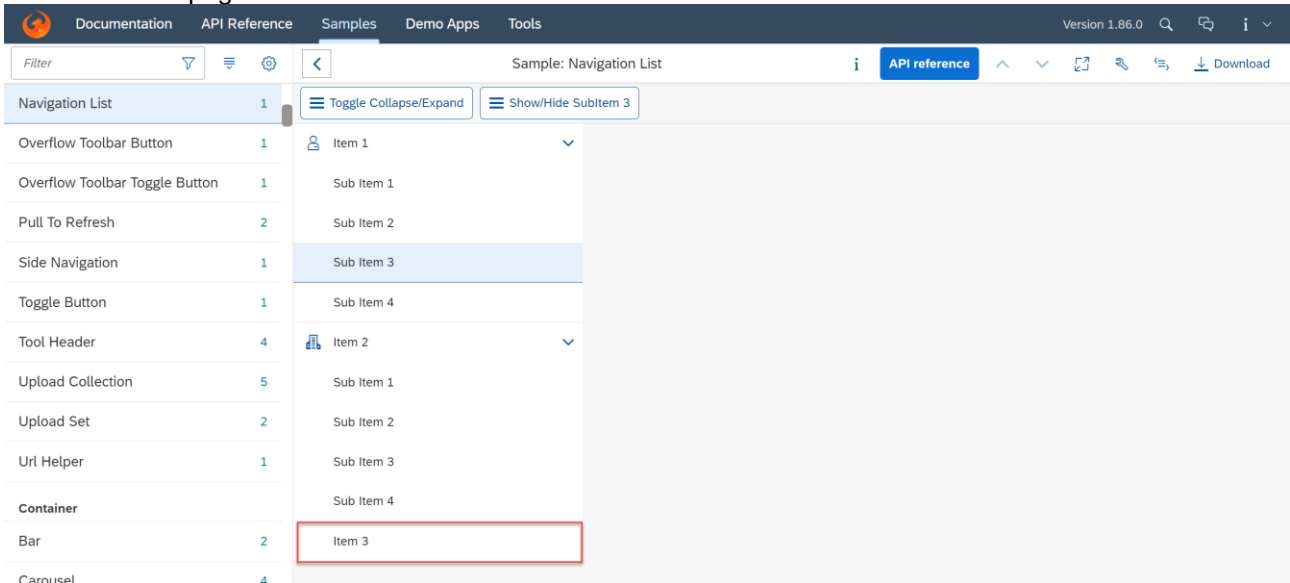 Documentation API Reference Samples Demo Apps Tools Version 1.86.0
Filter
Sample: Navigation List
API reference
Download
Navigation List 1
Overflow Toolbar Button 1
Overflow Toolbar Toggle Button 1
Pull To Refresh 2
Side Navigation 1
Toggle Button 1
Tool Header 4
Upload Collection 5
Upload Set 2
Url Helper 1
Container
Bar 2
Carousel 4
Toggle Collapse/Expand Show/Hide SubItem 3
Item 1
Sub Item 1
Sub Item 2
Sub Item 3
Sub Item 4
Item 2
Sub Item 1
Sub Item 2
Sub Item 3
Sub Item 4
Item 3